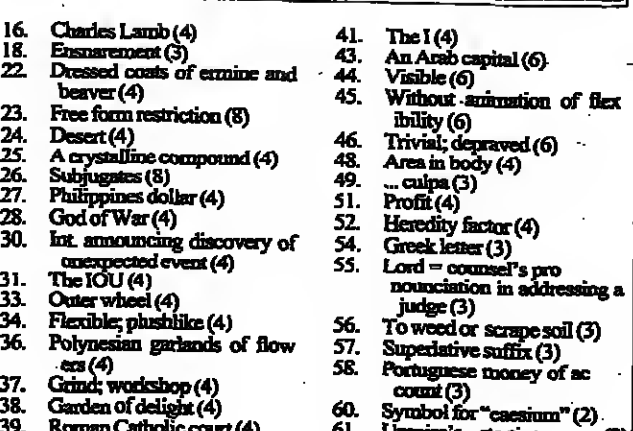 16. Charles Lamb (4)
18. Ensnarement (3)
22. Dressed coats of ermine and
beaver (4)
23. Free form restriction (8)
24. Desert (4)
25. A crystalline compound (4)
26. Subjugates (8)
27. Philippines dollar (4)
28. God of War (4)
30. Int. announcing discovery of
unexpected event (4)
31. The IOU (4)
33. Outer wheel (4)
34. Flexible; plushlike (4)
36. Polynesian garlands of flow
ers (4)
37. Grind; workshop (4)
38. Garden of delight (4)
39. Roman Catholic court (4)
41. The I (4)
43. An Arab capital (6)
44. Visible (6)
45. Without animation of flex
ibility (6)
46. Trivial; depraved (6)
48. Area in body (4)
49. ... culpa (3)
51. Profit (4)
52. Heredity factor (4)
54. Greek letter (3)
55. Lord = counsel's pro
nounciation in addressing a
judge (3)
56. To weed or scrape soil (3)
57. Superlative suffix (3)
58. Portuguese money of ac
count (3)
60. Symbol for "caesium" (2)
61.